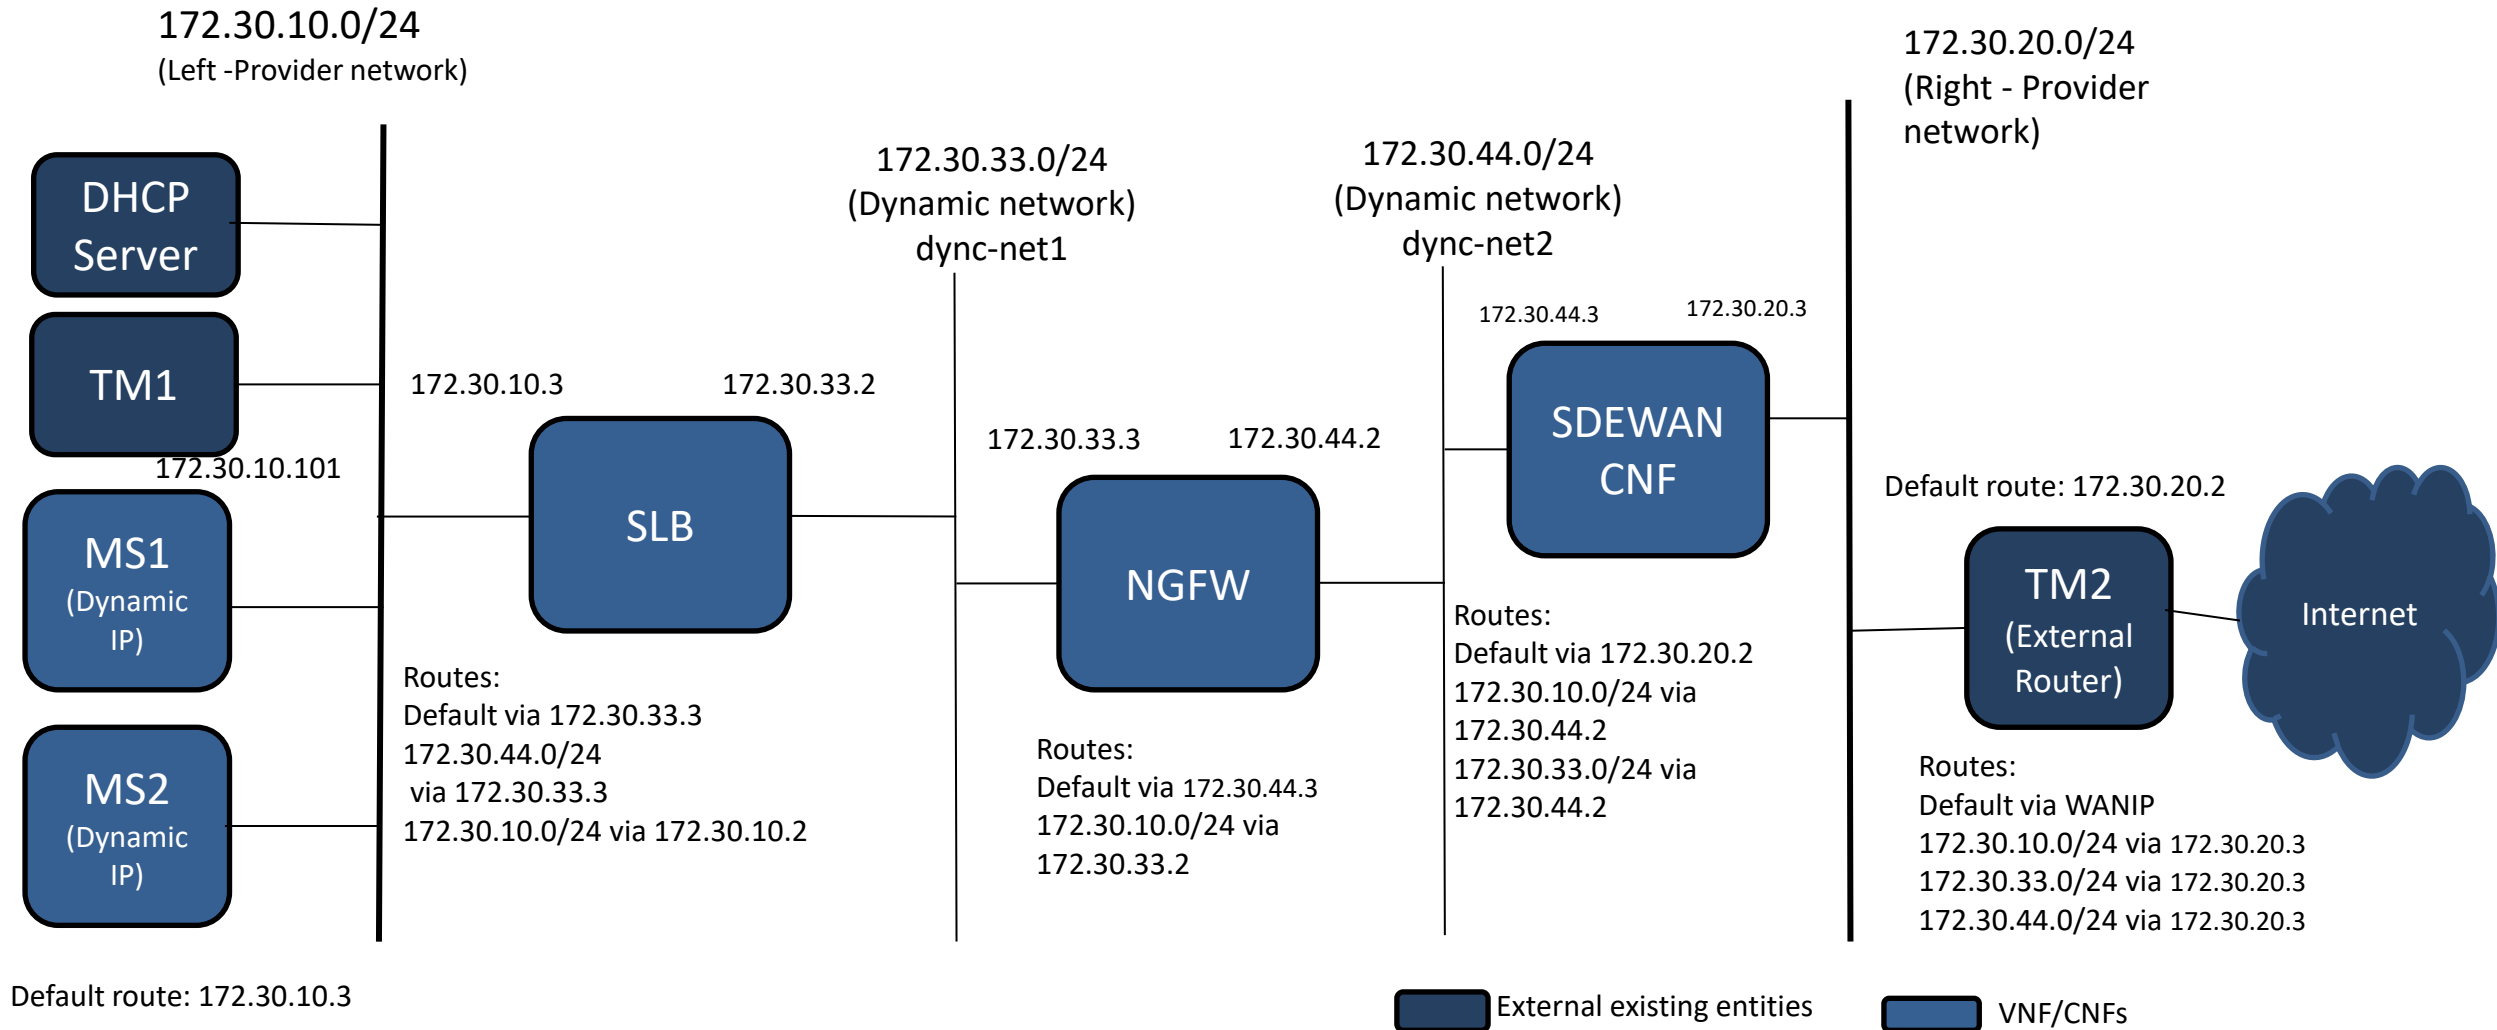 172.30.10.0/24
(Left -Provider network)
172.30.20.0/24
(Right - Provider
network)
172.30.33.0/24
(Dynamic network)
dync-net1
172.30.44.0/24
(Dynamic network)
dync-net2
DHCP
Server
TM1
172.30.10.101
MS1
(Dynamic
IP)
MS2
(Dynamic
IP)
Default route: 172.30.10.3
172.30.10.3
172.30.33.2
SLB
Routes:
Default via 172.30.33.3
172.30.44.0/24
via 172.30.33.3
172.30.10.0/24 via 172.30.10.2
172.30.33.3
172.30.44.2
NGFW
Routes:
Default via 172.30.44.3
172.30.10.0/24 via
172.30.33.2
172.30.44.3
172.30.20.3
SDEWAN
CNF
Routes:
Default via 172.30.20.2
172.30.10.0/24 via
172.30.44.2
172.30.33.0/24 via
172.30.44.2
Default route: 172.30.20.2
TM2
(External
Router)
Internet
Routes:
Default via WANIP
172.30.10.0/24 via 172.30.20.3
172.30.33.0/24 via 172.30.20.3
172.30.44.0/24 via 172.30.20.3
External existing entities
VNF/CNFs